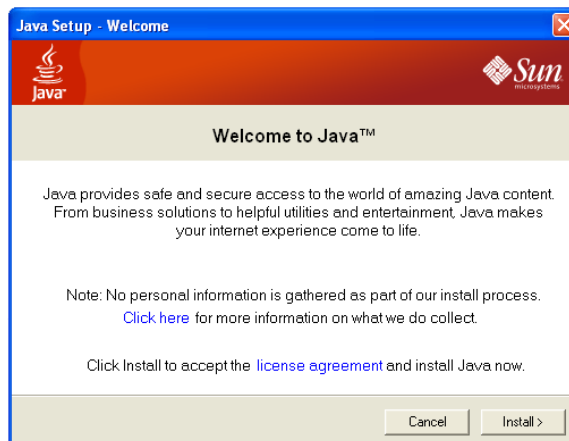 Java Setup - Welcome
Java™
Sun
microsystems
Welcome to Java™
Java provides safe and secure access to the world of amazing Java content.
From business solutions to helpful utilities and entertainment, Java makes
your internet experience come to life.
Note: No personal information is gathered as part of our install process.
Click here for more information on what we do collect.
Click Install to accept the license agreement and install Java now.
Cancel
Install >